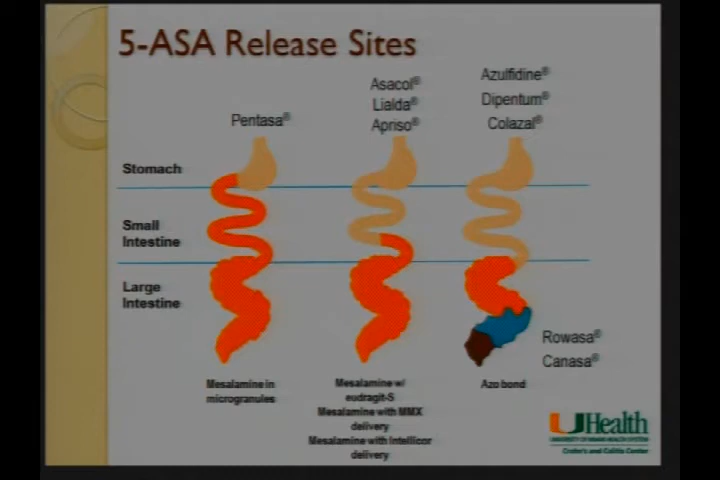 5-ASA Release Sites
Pentasa®
Asacol®
Lialda®
Apriso®
Azulfidine®
Dipentum®
Colazal®
Stomach
Small
Intestine
Large
Intestine
Rowasa®
Canasa®
Mesalamine in
microgranules
Mesalamine w/
eudragit-S
Mesalamine with MMX
delivery
Mesalamine with Intellicor
delivery
Azo bond
UHealth
UNIVERSITY OF MIAMI HEALTH SYSTEM
Crohn's and Colitis Center